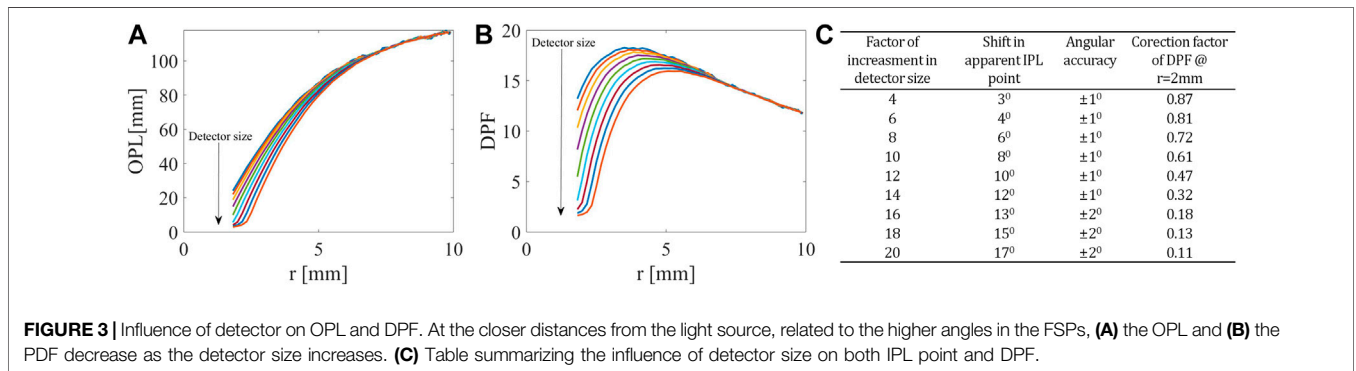 A
OPL[mm]
100
80
60
40
20
0
Detector size
0
5
10
r [mm]
B
DPF
20
15
10
5
0
Detector size
0
5
10
r [mm]
C
Factor of increasment in detector size Shift in apparent IPL point Angular accuracy Corection factor of DPF @ r=2mm
4 3⁰ ±1⁰ 0.87
6 4⁰ ±1⁰ 0.81
8 6⁰ ±1⁰ 0.72
10 8⁰ ±1⁰ 0.61
12 10⁰ ±1⁰ 0.47
14 12⁰ ±1⁰ 0.32
16 13⁰ ±2⁰ 0.18
18 15⁰ ±2⁰ 0.13
20 17⁰ ±2⁰ 0.11
FIGURE 3 | Influence of detector on OPL and DPF. At the closer distances from the light source, related to the higher angles in the FSPs, (A) the OPL and (B) the
PDF decrease as the detector size increases. (C) Table summarizing the influence of detector size on both IPL point and DPF.